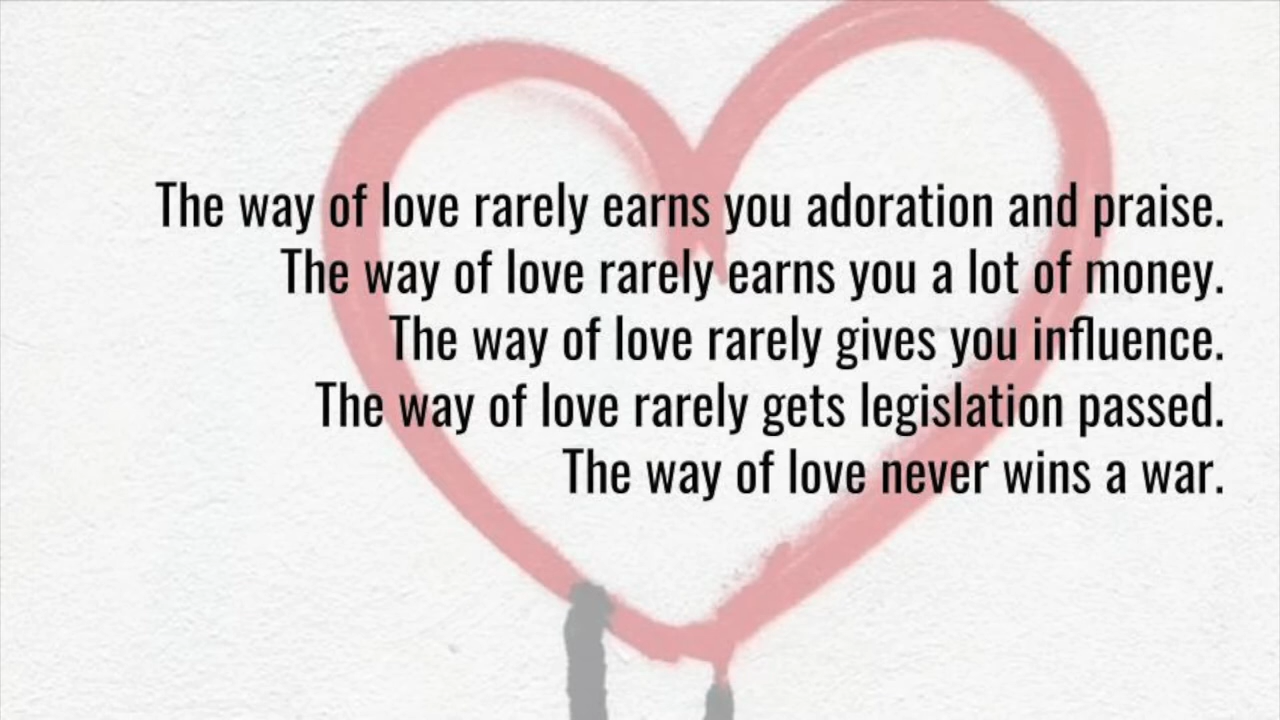 The way of love rarely earns you adoration and praise.
The way of love rarely earns you a lot of money.
The way of love rarely gives you influence.
The way of love rarely gets legislation passed.
The way of love never wins a war.